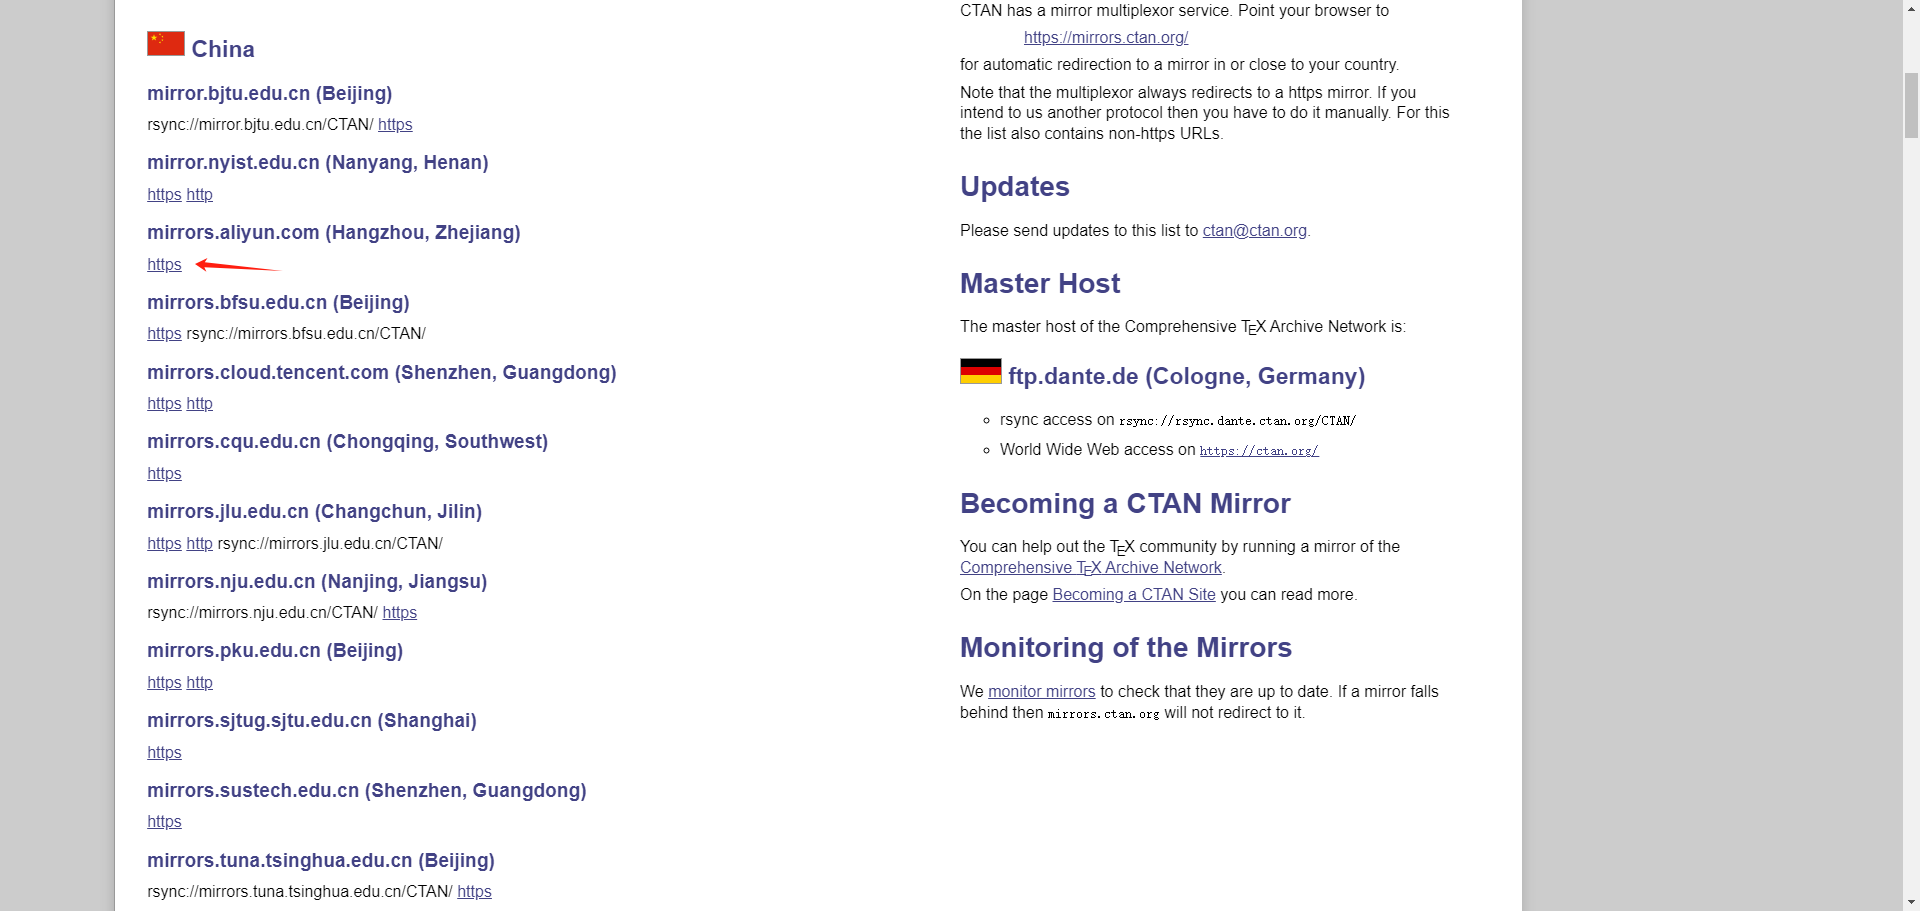 China
mirror.bjtu.edu.cn (Beijing)
rsync://mirror.bjtu.edu.cn/CTAN/ https
mirror.nyist.edu.cn (Nanyang, Henan)
https http
mirrors.aliyun.com (Hangzhou, Zhejiang)
https
mirrors.bfsu.edu.cn (Beijing)
https rsync://mirrors.bfsu.edu.cn/CTAN/
mirrors.cloud.tencent.com (Shenzhen, Guangdong)
https http
mirrors.cqu.edu.cn (Chongqing, Southwest)
https
mirrors.jlu.edu.cn (Changchun, Jilin)
https http rsync://mirrors.jlu.edu.cn/CTAN/
mirrors.nju.edu.cn (Nanjing, Jiangsu)
rsync://mirrors.nju.edu.cn/CTAN/ https
mirrors.pku.edu.cn (Beijing)
https http
mirrors.sjtug.sjtu.edu.cn (Shanghai)
https
mirrors.sustech.edu.cn (Shenzhen, Guangdong)
https
mirrors.tuna.tsinghua.edu.cn (Beijing)
rsync://mirrors.tuna.tsinghua.edu.cn/CTAN/ https
CTAN has a mirror multiplexor service. Point your browser to
https://mirrors.ctan.org/
for automatic redirection to a mirror in or close to your country.
Note that the multiplexor always redirects to a https mirror. If you
intend to us another protocol then you have to do it manually. For this
the list also contains non-https URLs.
Updates
Please send updates to this list to ctan@ctan.org.
Master Host
The master host of the Comprehensive TEX Archive Network is:
ftp.dante.de (Cologne, Germany)
rsync access on rsync://rsync.dante.ctan.org/CTAN/
World Wide Web access on https://ctan.org/
Becoming a CTAN Mirror
You can help out the TEX community by running a mirror of the
Comprehensive TEX Archive Network.
On the page Becoming a CTAN Site you can read more.
Monitoring of the Mirrors
We monitor mirrors to check that they are up to date. If a mirror falls
behind then mirrors.ctan.org will not redirect to it.